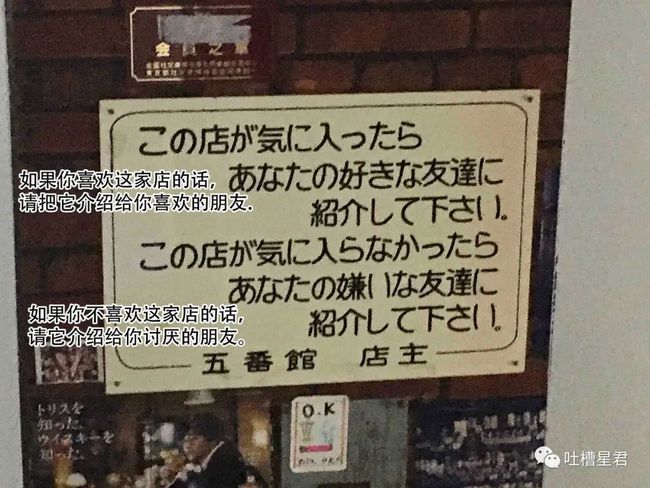 この店が気に入ったら
あなたの好きな友達に
紹介して下さい。
如果你喜欢这家店的话，
请把它介绍给你喜欢的朋友.
この店が気に入らなかったら
あなたの嫌いな友達に
紹介して下さい。
如果你不喜欢这家店的话，
请它介绍给你讨厌的朋友。
五番館 店主
トリスを
知った。
ウイスキーを
知った。
O.K
吐槽星君